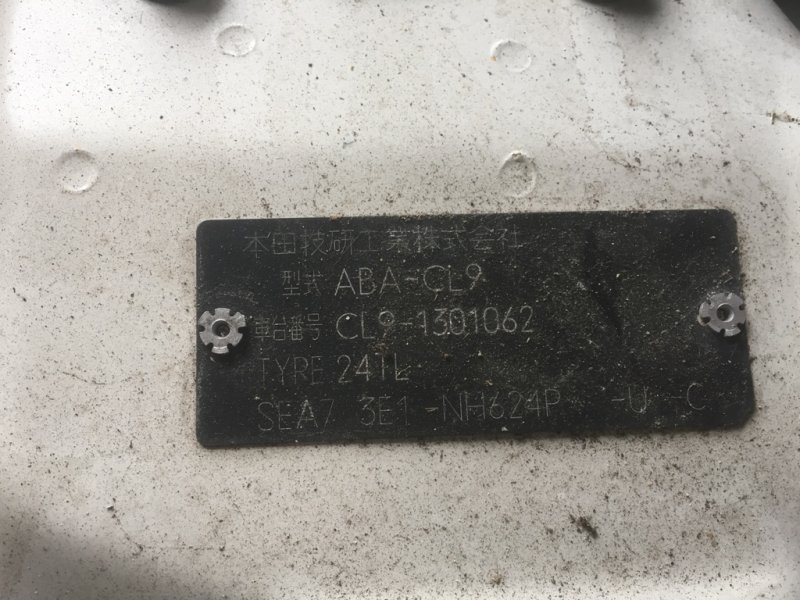 本田技研工業株式会社
型式 ABA-CL9
車台番号 CL9-1301062
TYPE 24TL
SEA7 3E1 -NH624P -U -C